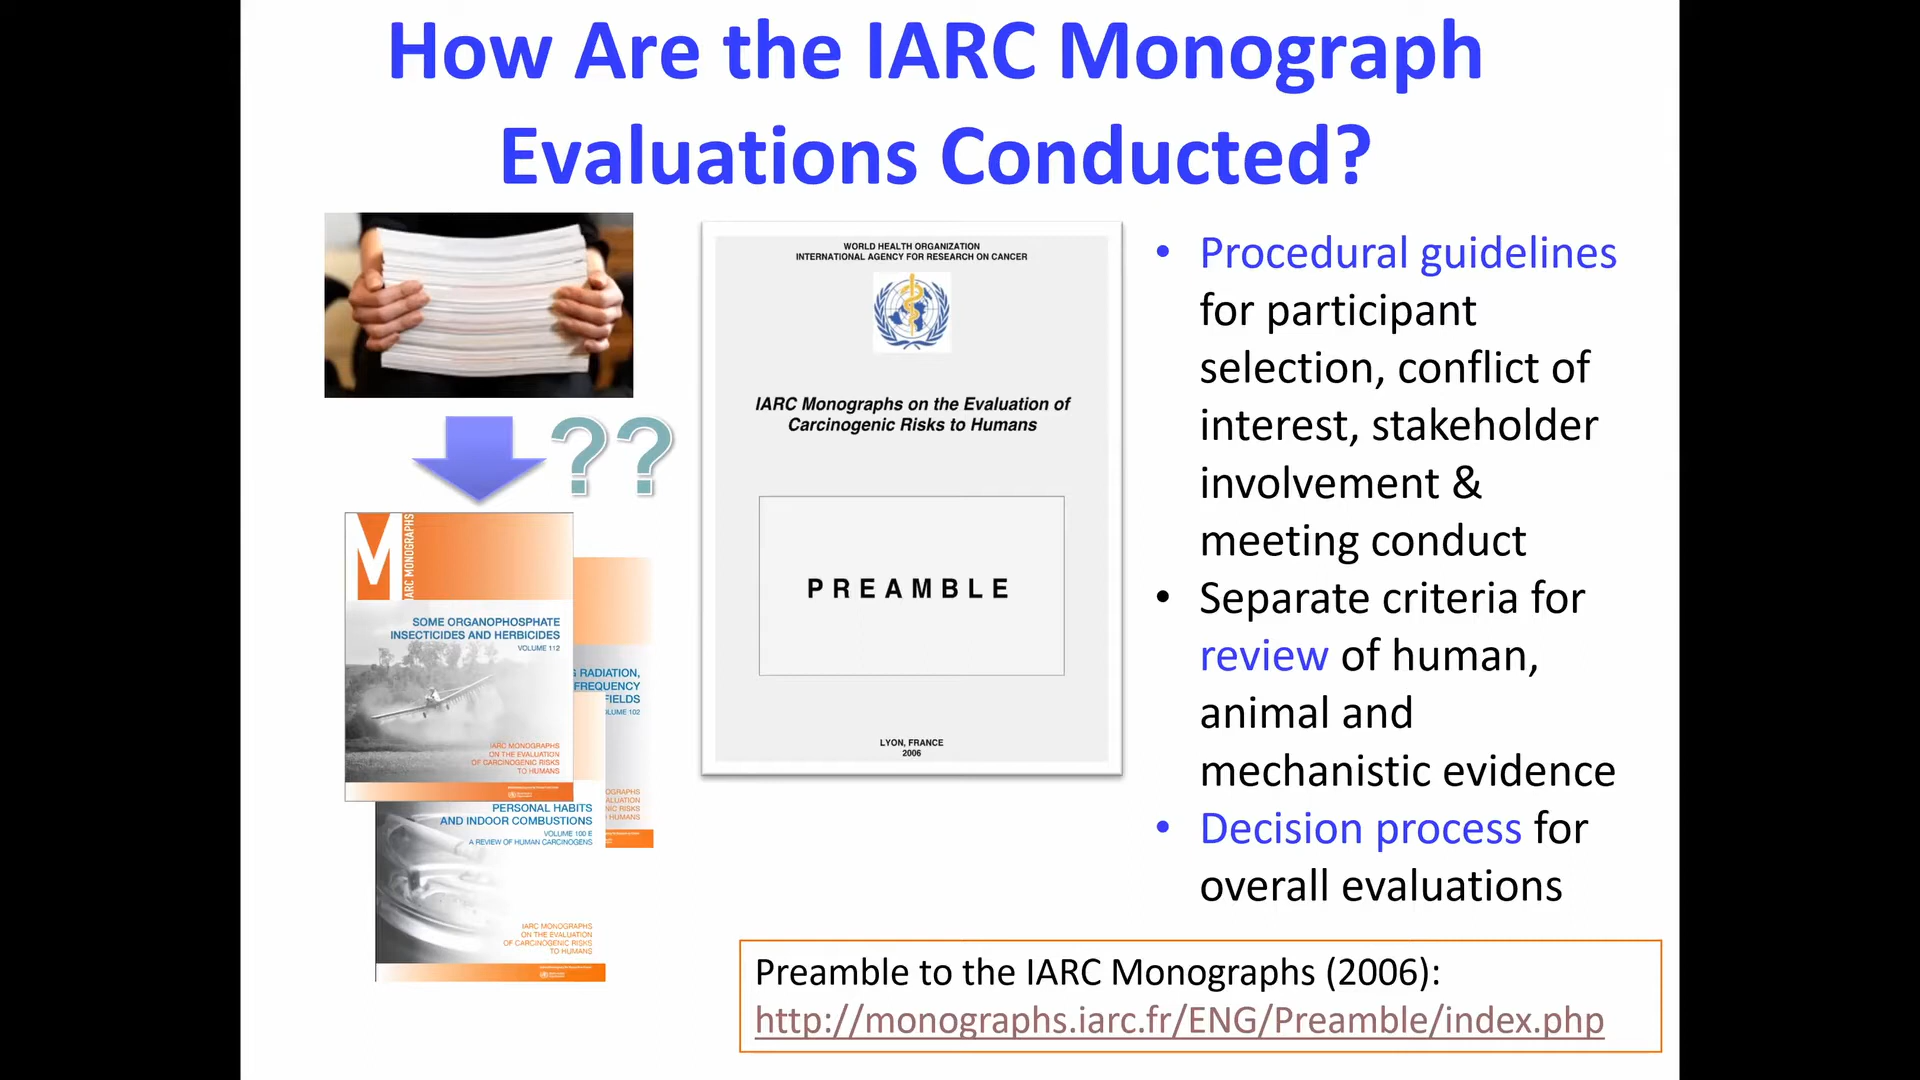 How Are the IARC Monograph
Evaluations Conducted?
??
M
IARC MONOGRAPHS
SOME ORGANOPHOSPHATE
INSECTICIDES AND HERBICIDES
VOLUME 112
IARC MONOGRAPHS
ON THE EVALUATION
OF CARCINOGENIC RISKS
TO HUMANS
RADIATION,
FREQUENCY
FIELDS
102
RISKS
HUMANS
PERSONAL HABITS
AND INDOOR COMBUSTIONS
VOLUME 100 E
A REVIEW OF HUMAN CARCINOGENS
IARC MONOGRAPHS
ON THE EVALUATION
OF CARCINOGENIC RISKS
TO HUMANS
WORLD HEALTH ORGANIZATION
INTERNATIONAL AGENCY FOR RESEARCH ON CANCER
IARC Monographs on the Evaluation of
Carcinogenic Risks to Humans
PREAMBLE
LYON, FRANCE
2006
• Procedural guidelines
for participant
selection, conflict of
interest, stakeholder
involvement &
meeting conduct
• Separate criteria for
review of human,
animal and
mechanistic evidence
• Decision process for
overall evaluations
Preamble to the IARC Monographs (2006):
http://monographs.iarc.fr/ENG/Preamble/index.php